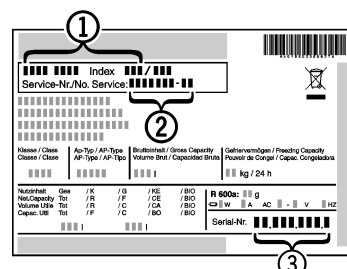 1
Index /
Service-Nr./No. Service: -
2
Klasse / Class
Classe / Clase
Ap-Typ / AP-Type
AP-Type / AP-Tipo
Bruttoinhalt / Gross Capacity
Volume Brut / Capacidad Bruta
Gefriervermögen / Freezing Capacity
Pouvoir de Congel / Capac. Congeladora
l
kg / 24 h
Nutzinhalt Ges / K / G / KE / BIO
Net.Capacity Tot / R / F / CE / BIO
Volume Utile Tot / R / C / CA / BIO
Capac. Util Tot / F / C / BO / BIO
l l
R 600a: g
W A AC - V HZ
Serial-Nr. . .
3